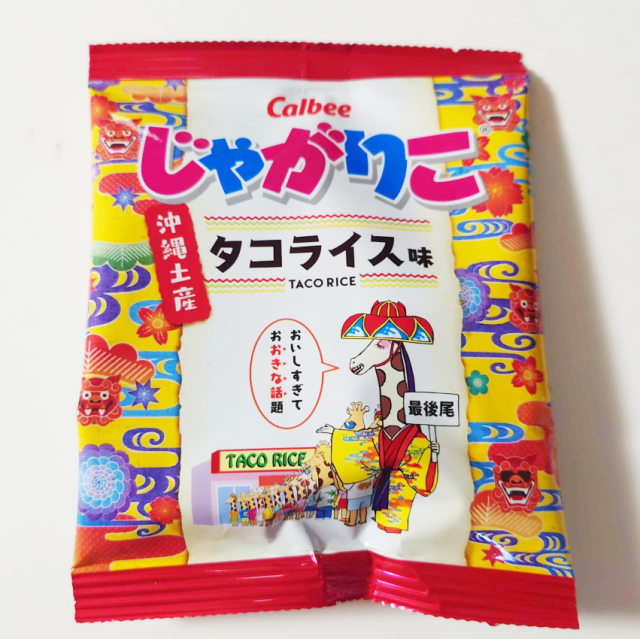 Calbee
じゃがりこ®
沖縄土産
タコライス味
TACO RICE
おいしすぎて
おおきな話題
最後尾
TACO RICE